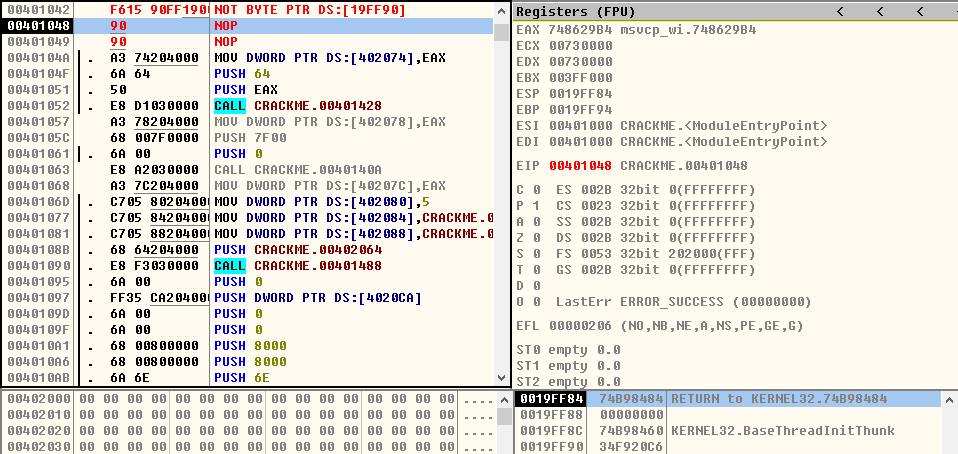 00401042 F615 90FF1900 NOT BYTE PTR DS:[19FF90]
00401048 90 NOP
00401049 90 NOP
0040104A . A3 74204000 MOV DWORD PTR DS:[402074],EAX
0040104F . 6A 64 PUSH 64
00401051 . 50 PUSH EAX
00401052 . E8 D1030000 CALL CRACKME.00401428
00401057 A3 78204000 MOV DWORD PTR DS:[402078],EAX
0040105C 68 007F0000 PUSH 7F00
00401061 . 6A 00 PUSH 0
00401063 E8 A2030000 CALL CRACKME.0040140A
00401068 A3 7C204000 MOV DWORD PTR DS:[40207C],EAX
0040106D . C705 80204000 MOV DWORD PTR DS:[402080],5
00401077 . C705 84204000 MOV DWORD PTR DS:[402084],CRACKME.0
00401081 . C705 88204000 MOV DWORD PTR DS:[402088],CRACKME.0
0040108B . 68 64204000 PUSH CRACKME.00402064
00401090 . E8 F3030000 CALL CRACKME.00401488
00401095 . 6A 00 PUSH 0
00401097 . FF35 CA204000 PUSH DWORD PTR DS:[4020CA]
0040109D . 6A 00 PUSH 0
0040109F . 6A 00 PUSH 0
004010A1 . 68 00800000 PUSH 8000
004010A6 . 68 00800000 PUSH 8000
004010AB . 6A 6E PUSH 6E
Registers (FPU) < < <
EAX 748629B4 msvcp_wi.748629B4
ECX 00730000
EDX 00730000
EBX 003FF000
ESP 0019FF84
EBP 0019FF94
ESI 00401000 CRACKME.<ModuleEntryPoint>
EDI 00401000 CRACKME.<ModuleEntryPoint>
EIP 00401048 CRACKME.00401048
C 0 ES 002B 32bit 0(FFFFFFFF)
P 1 CS 0023 32bit 0(FFFFFFFF)
A 0 SS 002B 32bit 0(FFFFFFFF)
Z 0 DS 002B 32bit 0(FFFFFFFF)
S 0 FS 0053 32bit 202000(FFF)
T 0 GS 002B 32bit 0(FFFFFFFF)
D 0
O 0 LastErr ERROR_SUCCESS (00000000)
EFL 00000206 (NO,NB,NE,A,NS,PE,GE,G)
ST0 empty 0.0
ST1 empty 0.0
ST2 empty 0.0
00402000 00 00 00 00 00 00 00 00 00 00 00 00 ....
00402010 00 00 00 00 00 00 00 00 00 00 00 00 ....
00402020 00 00 00 00 00 00 00 00 00 00 00 00 ....
00402030 00 00 00 00 00 00 00 00 00 00 00 00 ....
0019FF84 74B98484 RETURN to KERNEL32.74B98484
0019FF88 00000000
0019FF8C 74B98460 KERNEL32.BaseThreadInitThunk
0019FF90 34F920C6